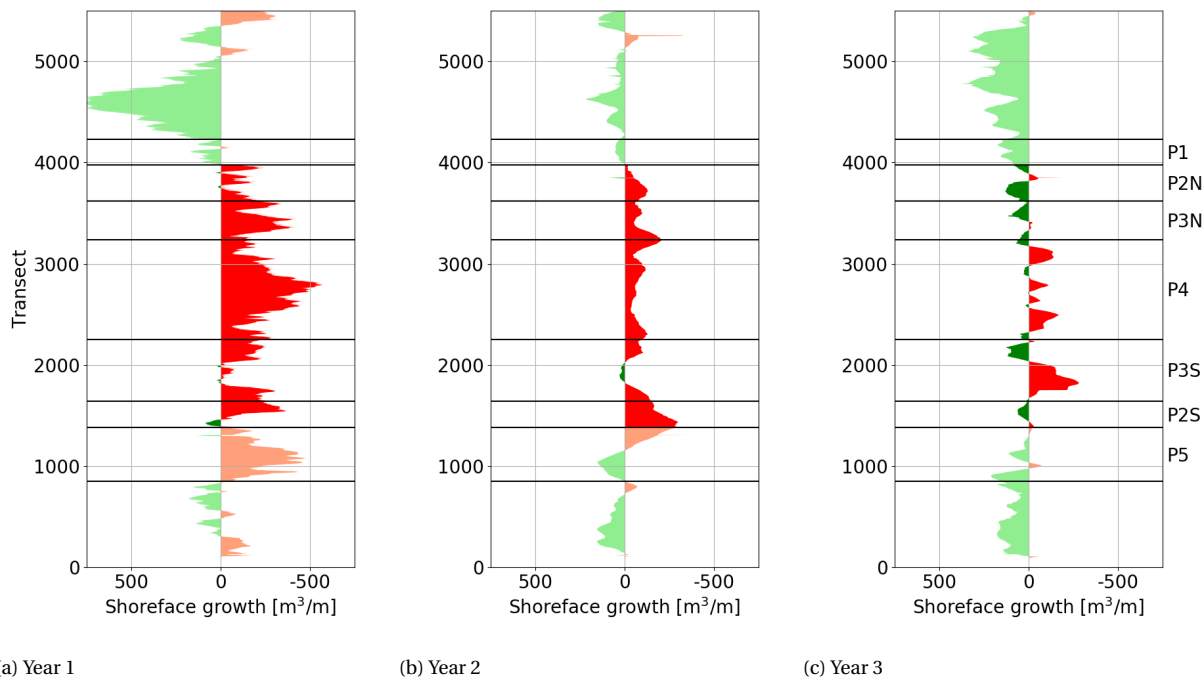 5000
4000
3000
2000
1000
0
Transect
500 0 -500
Shoreface growth [m³/m]
5000
4000
3000
2000
1000
0
500 0 -500
Shoreface growth [m³/m]
5000
4000
3000
2000
1000
0
500 0 -500
Shoreface growth [m³/m]
P1
P2N
P3N
P4
P3S
P2S
P5
(a) Year 1
(b) Year 2
(c) Year 3